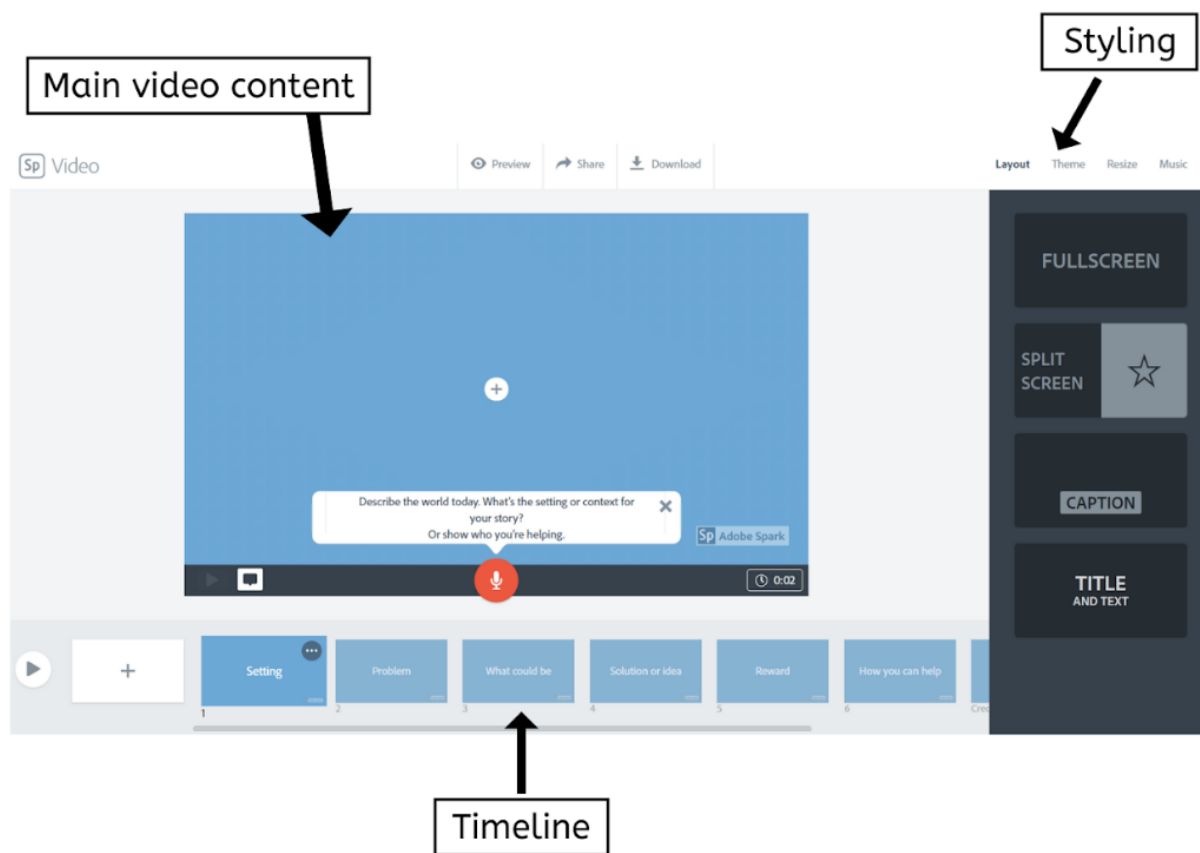 Styling
Main video content
Sp Video
Preview
Share
Download
Layout Theme Resize Music
FULLSCREEN
SPLIT
SCREEN
CAPTION
TITLE
AND TEXT
Describe the world today. What's the setting or context for
your story?
Or show who you're helping.
Sp Adobe Spark
0:02
Setting
Problem
What could be
Solution or idea
Reward
How you can help
1
2
3
4
5
6
Cred
Timeline